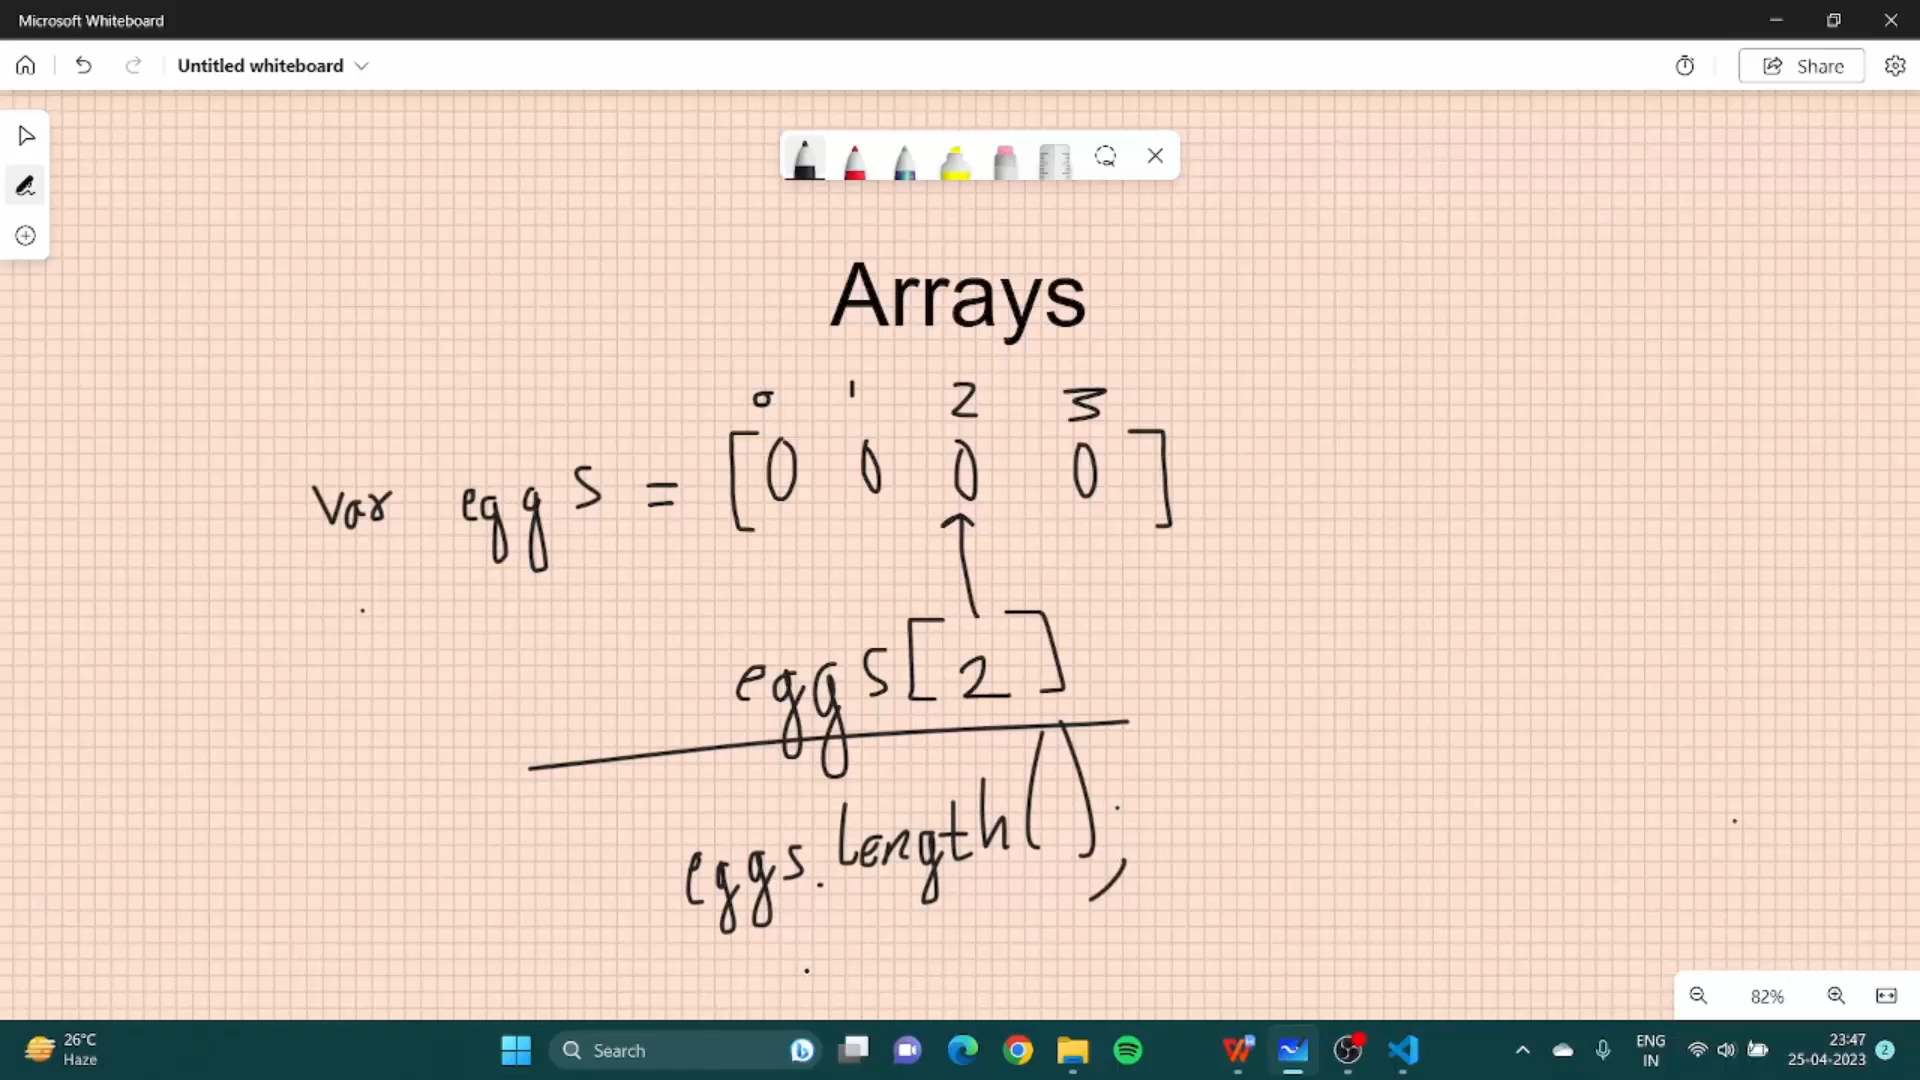 Microsoft Whiteboard
Untitled whiteboard
Share
Arrays
0 1 2 3
var eggs = [0 0 0 0]
eggs[2]
eggs.length();
82%
26°C
Haze
Search
ENG
IN
23:47
25-04-2023
2